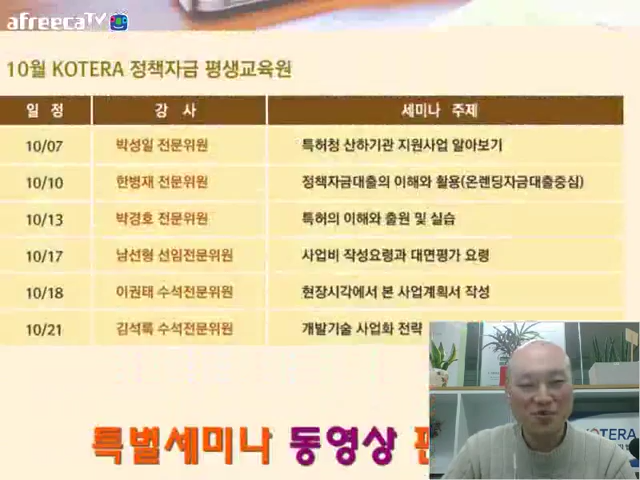 afreecaTV
10월 KOTERA 정책자금 평생교육원
일 정 강 사 세미나 주제
10/07 박성일 전문위원 특허청 산하기관 지원사업 알아보기
10/10 한병재 전문위원 정책자금대출의 이해와 활용(온렌딩자금대출중심)
10/13 박경호 전문위원 특허의 이해와 출원 및 실습
10/17 남선형 선임전문위원 사업비 작성요령과 대면평가 요령
10/18 이권태 수석전문위원 현장시각에서 본 사업계획서 작성
10/21 김석록 수석전문위원 개발기술 사업화 전략
특별세미나 동영상
KOTERA